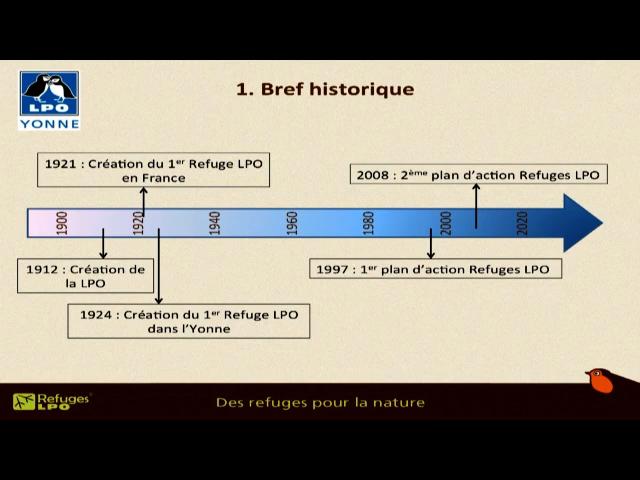 1. Bref historique
LPO
YONNE
1921 : Création du 1er Refuge LPO
en France
2008 : 2ème plan d'action Refuges LPO
1900
1920
1940
1960
1980
2000
2020
1912 : Création de
la LPO
1997 : 1er plan d'action Refuges LPO
1924 : Création du 1er Refuge LPO
dans l'Yonne
Refuges
LPO
Des refuges pour la nature